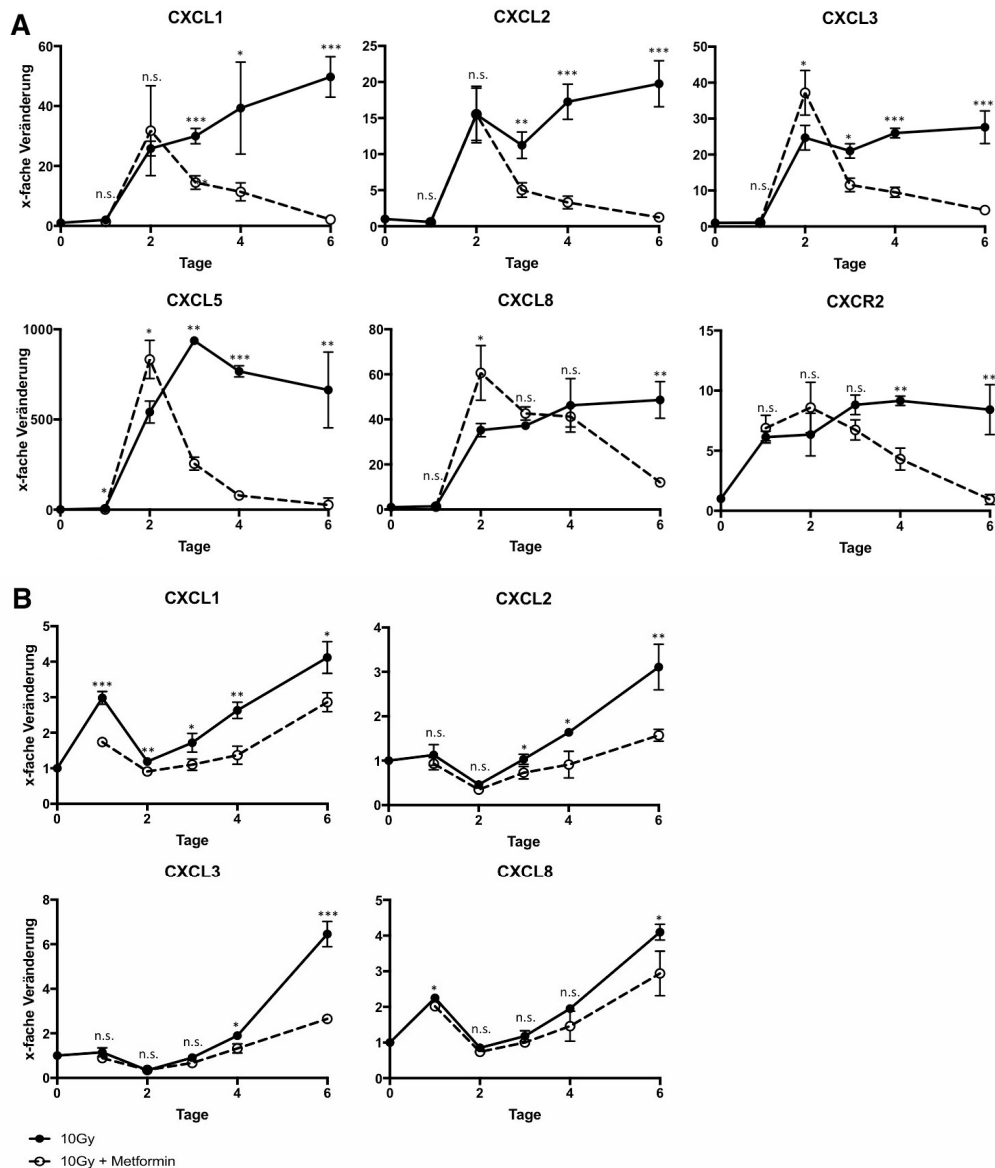 A
CXCL1
CXCL2
CXCL3
x-fache Veränderung
60
40
20
0
n.s.
n.s.
***
*
*
***
0
2
4
6
Tage
25
20
15
10
5
0
n.s.
n.s.
**
***
***
0
2
4
6
Tage
50
40
30
20
10
0
n.s.
*
*
***
***
0
2
4
6
Tage
CXCL5
CXCL8
CXCR2
x-fache Veränderung
1000
500
0
*
*
**
***
**
0
2
4
6
Tage
80
60
40
20
0
n.s.
*
n.s.
n.s.
**
0
2
4
6
Tage
15
10
5
0
n.s.
n.s.
n.s.
**
**
0
2
4
6
Tage
B
CXCL1
CXCL2
x-fache Veränderung
5
4
3
2
1
0
***
**
*
**
*
0
2
4
6
Tage
4
3
2
1
0
n.s.
n.s.
*
*
**
0
2
4
6
Tage
CXCL3
CXCL8
x-fache Veränderung
8
6
4
2
0
n.s.
n.s.
n.s.
*
***
0
2
4
6
Tage
5
4
3
2
1
0
*
n.s.
n.s.
n.s.
*
0
2
4
6
Tage
10Gy
10Gy + Metformin